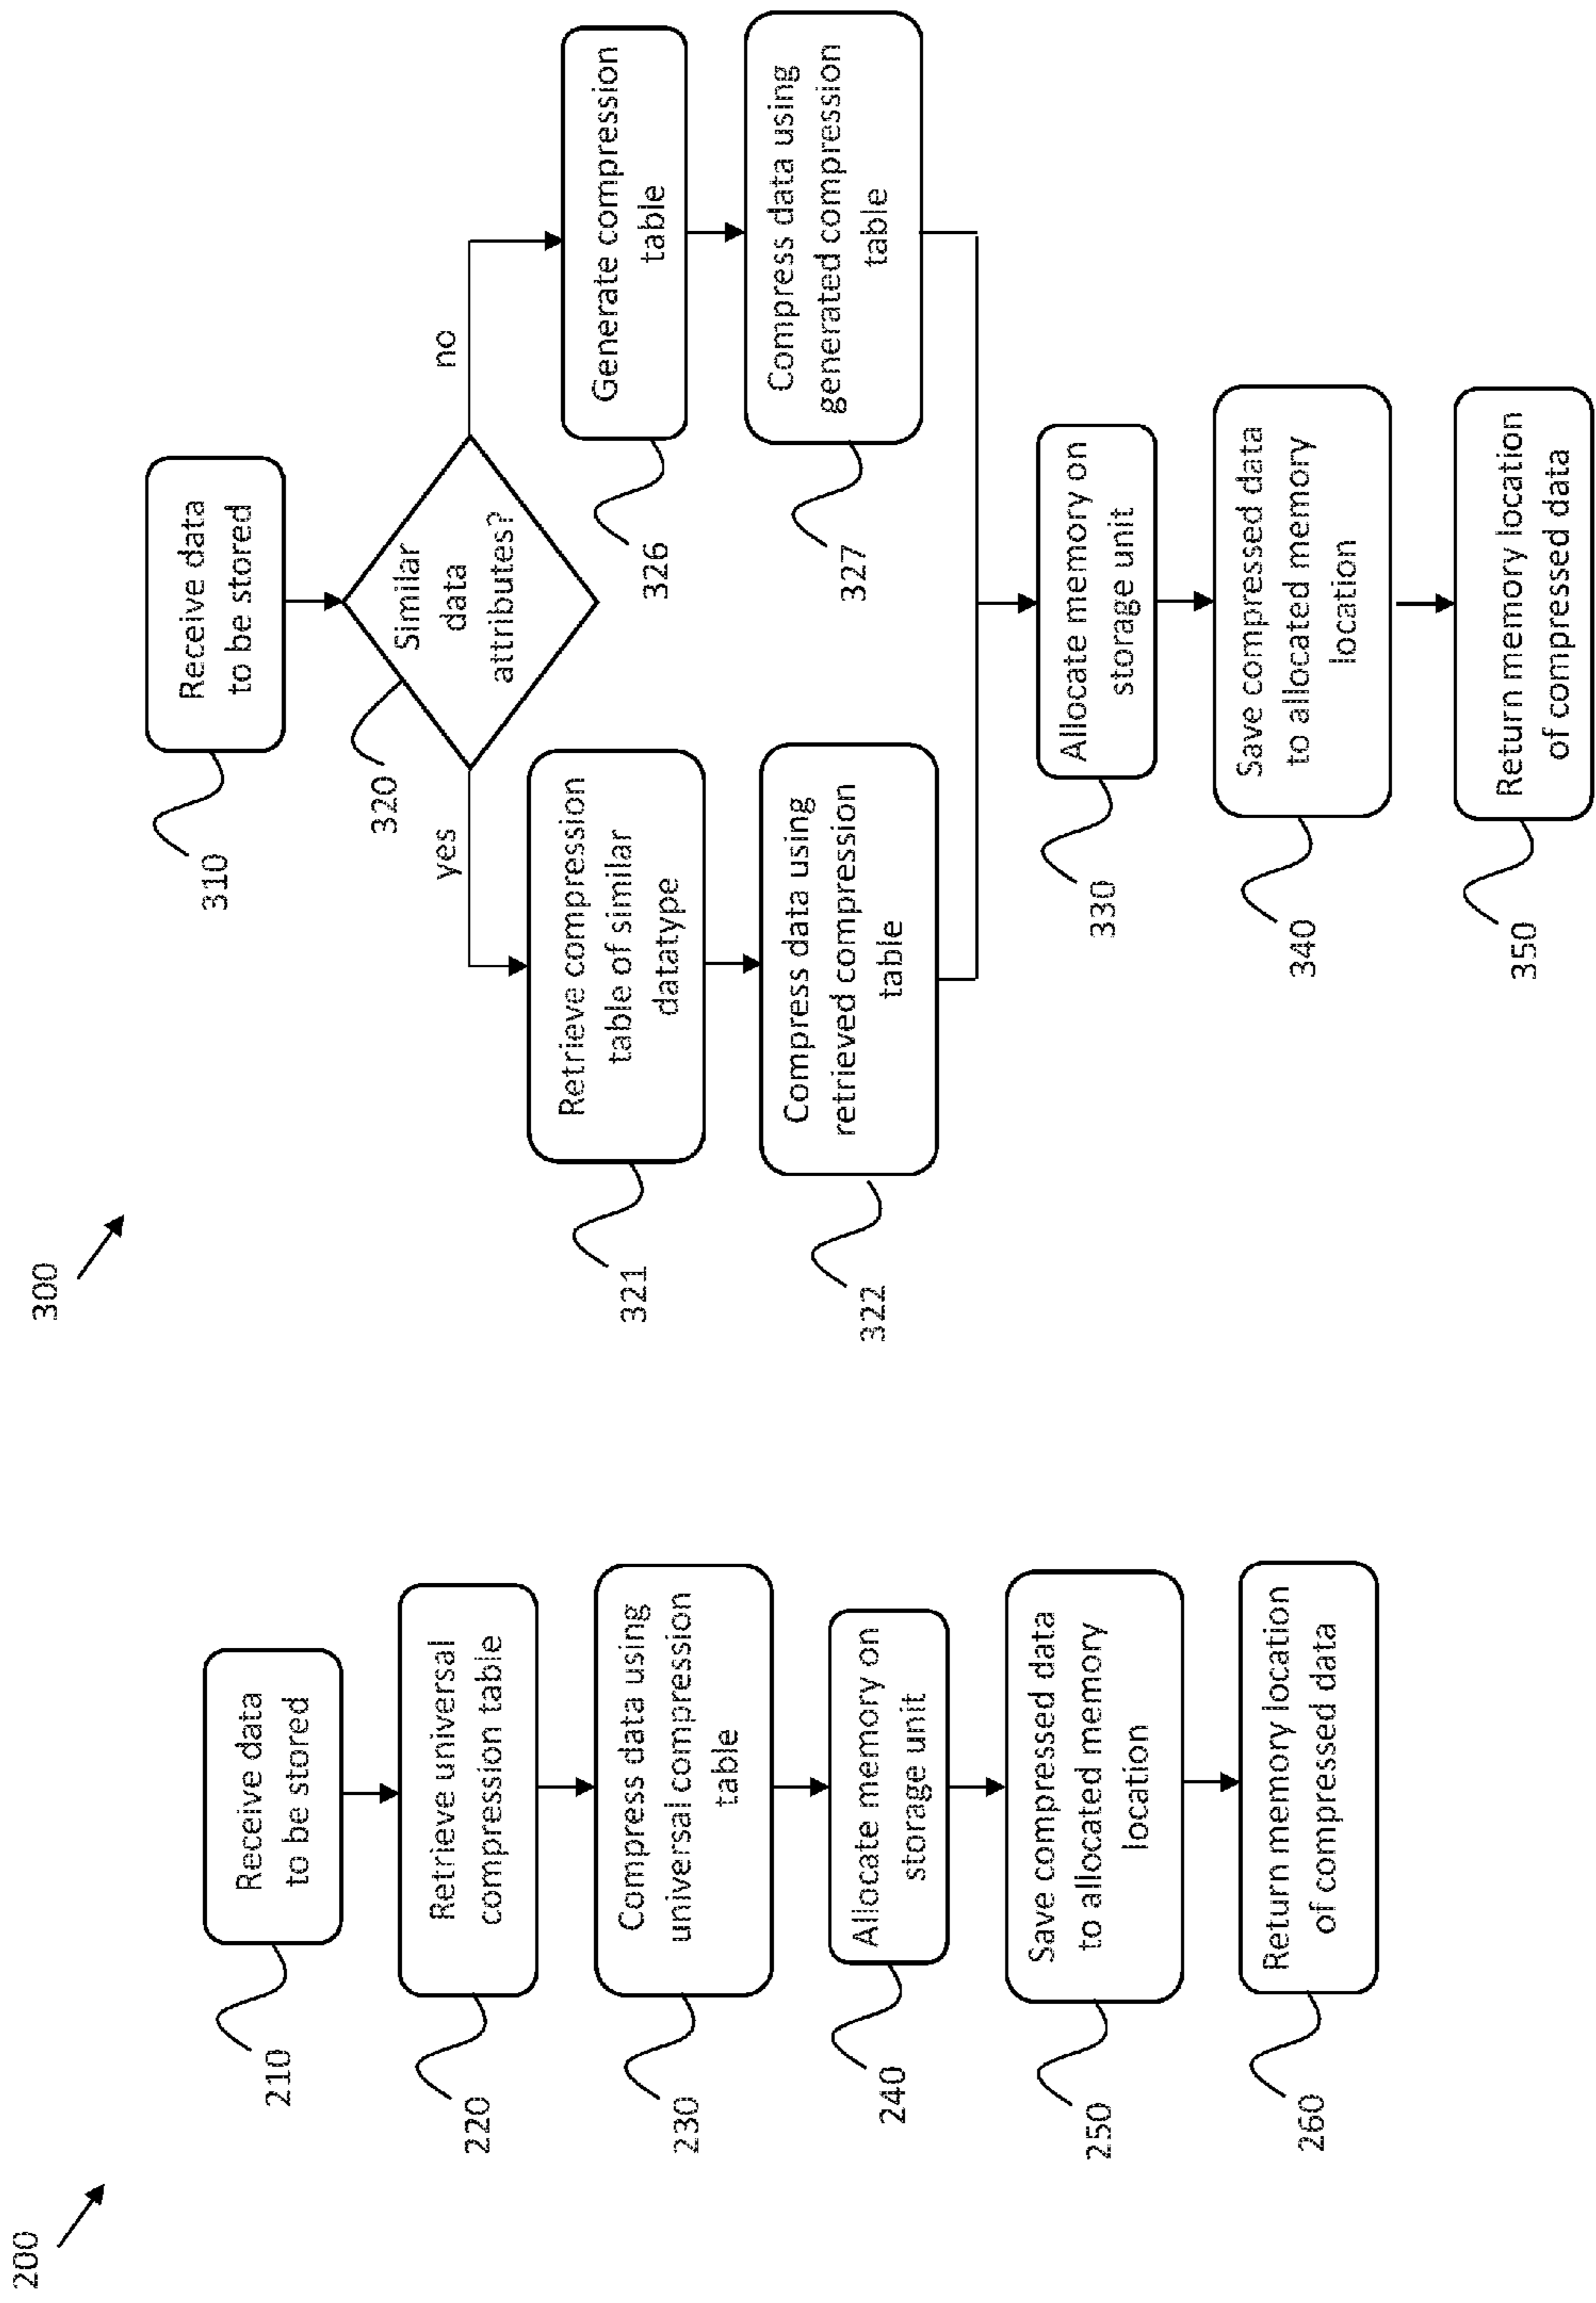 200
210
Receive data
to be stored
220
Retrieve universal
compression table
230
Compress data using
universal compression
table
240
Allocate memory on
storage unit
250
Save compressed data
to allocated memory
location
260
Return memory location
of compressed data
300
310
Receive data
to be stored
320
Similar
data
attributes?
yes
no
321
Retrieve compression
table of similar
datatype
322
Compress data using
retrieved compression
table
326
Generate compression
table
327
Compress data using
generated compression
table
330
Allocate memory on
storage unit
340
Save compressed data
to allocated memory
location
350
Return memory location
of compressed data